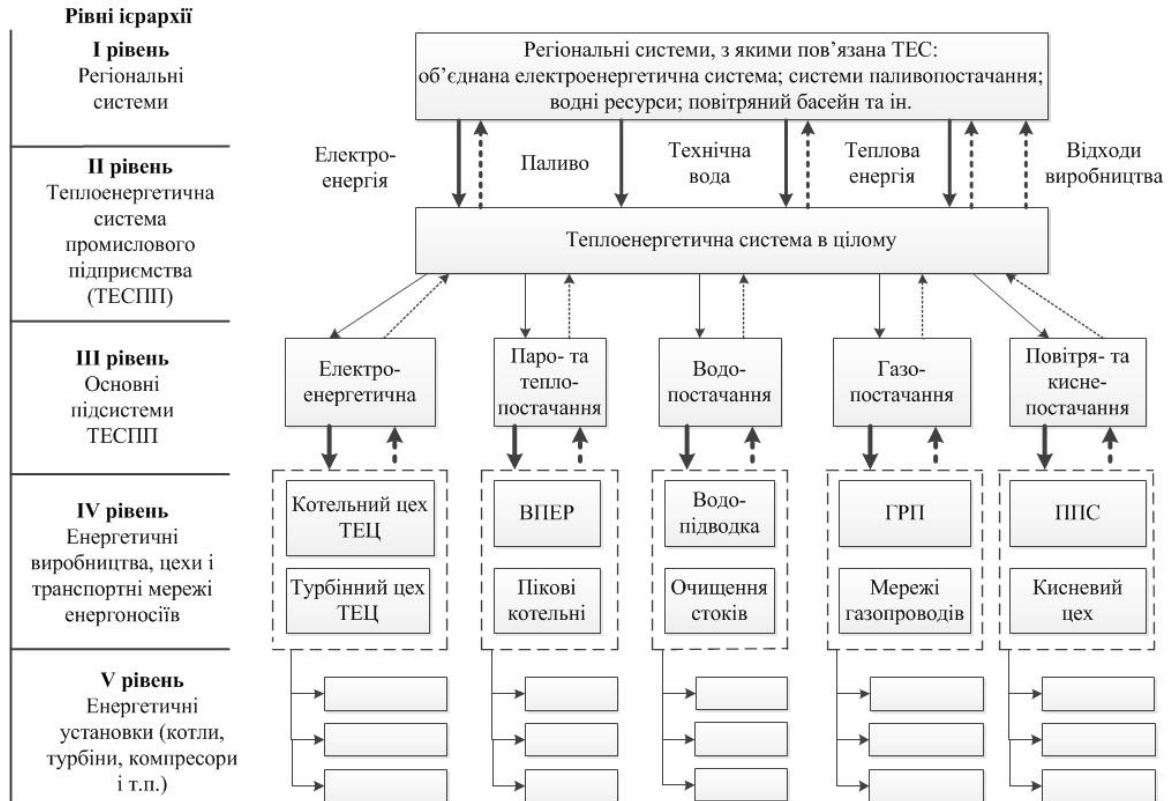 Рівні ієрархії
I рівень
Регіональні
системи
Регіональні системи, з якими пов’язана ТЕС:
об’єднана електроенергетична система; системи паливопостачання;
водні ресурси; повітряний басейн та ін.
Електро-
енергія
Паливо
Технічна
вода
Теплова
енергія
Відходи
виробництва
II рівень
Теплоенергетична
система
промислового
підприємства
(ТЕСПП)
Теплоенергетична система в цілому
III рівень
Основні
підсистеми
ТЕСПП
Електро-
енергетична
Паро- та
тепло-
постачання
Водо-
постачання
Газо-
постачання
Повітря- та
кисне-
постачання
IV рівень
Енергетичні
виробництва, цехи і
транспортні мережі
енергоносіїв
Котельний цех
ТЕЦ
Турбінний цех
ТЕЦ
ВПЕР
Пікові
котельні
Водо-
підводка
Очищення
стоків
ГРП
Мережі
газопроводів
ППС
Кисневий
цех
V рівень
Енергетичні
установки (котли,
турбіни, компресори
і т.п.)